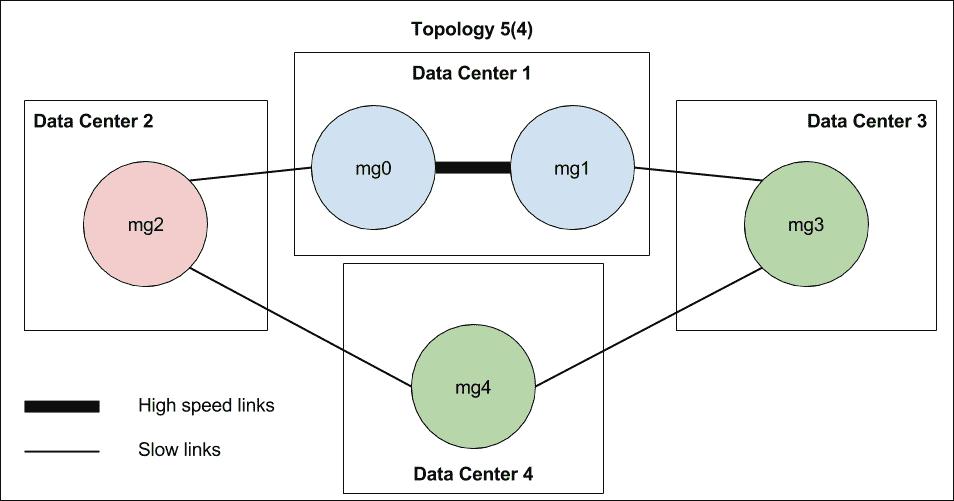 Topology 5(4)
Data Center 1
Data Center 2
Data Center 3
mg0
mg1
mg2
mg3
mg4
High speed links
Slow links
Data Center 4